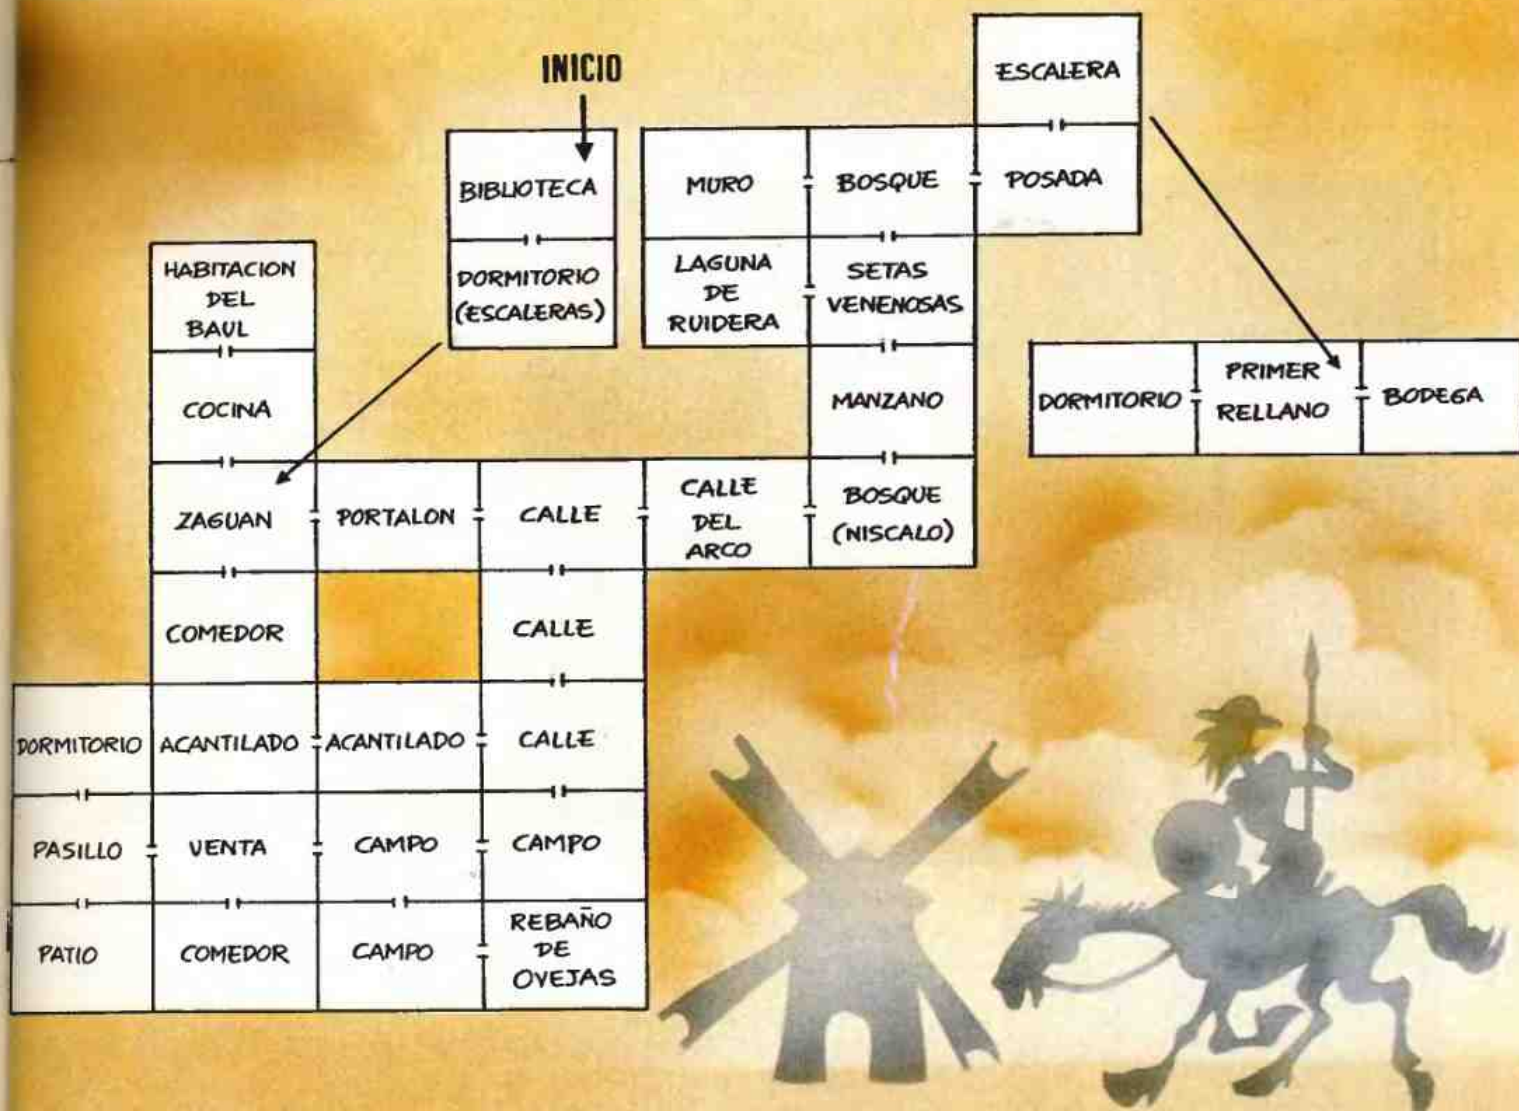 INICIO
ESCALERA
BIBLIOTECA
MURO
BOSQUE
POSADA
HABITACION
DEL
BAUL
DORMITORIO
(ESCALERAS)
LAGUNA
DE
RUIDERA
SETAS
VENENOSAS
COCINA
MANZANO
DORMITORIO
PRIMER
RELLANO
BODEGA
ZAGUAN
PORTALON
CALLE
CALLE
DEL
ARCO
BOSQUE
(NISCALO)
COMEDOR
CALLE
DORMITORIO
ACANTILADO
ACANTILADO
CALLE
PASILLO
VENTA
CAMPO
CAMPO
PATIO
COMEDOR
CAMPO
REBAÑO
DE
OVEJAS